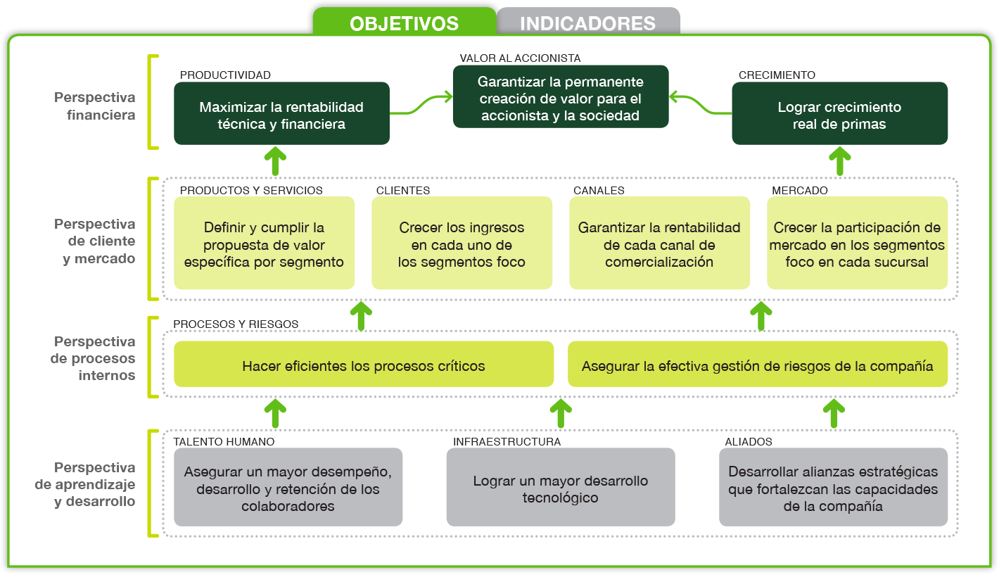 OBJETIVOS
INDICADORES
Perspectiva
financiera
PRODUCTIVIDAD
Maximizar la rentabilidad
técnica y financiera
VALOR AL ACCIONISTA
Garantizar la permanente
creación de valor para el
accionista y la sociedad
CRECIMIENTO
Lograr crecimiento
real de primas
Perspectiva
de cliente
y mercado
PRODUCTOS Y SERVICIOS
Definir y cumplir la
propuesta de valor
específica por segmento
CLIENTES
Crecer los ingresos
en cada uno de
los segmentos foco
CANALES
Garantizar la rentabilidad
de cada canal de
comercialización
MERCADO
Crecer la participación de
mercado en los segmentos
foco en cada sucursal
Perspectiva
de procesos
internos
PROCESOS Y RIESGOS
Hacer eficientes los procesos críticos
Asegurar la efectiva gestión de riesgos de la compañía
Perspectiva
de aprendizaje
y desarrollo
TALENTO HUMANO
Asegurar un mayor desempeño,
desarrollo y retención de los
colaboradores
INFRAESTRUCTURA
Lograr un mayor desarrollo
tecnológico
ALIADOS
Desarrollar alianzas estratégicas
que fortalezcan las capacidades
de la compañía